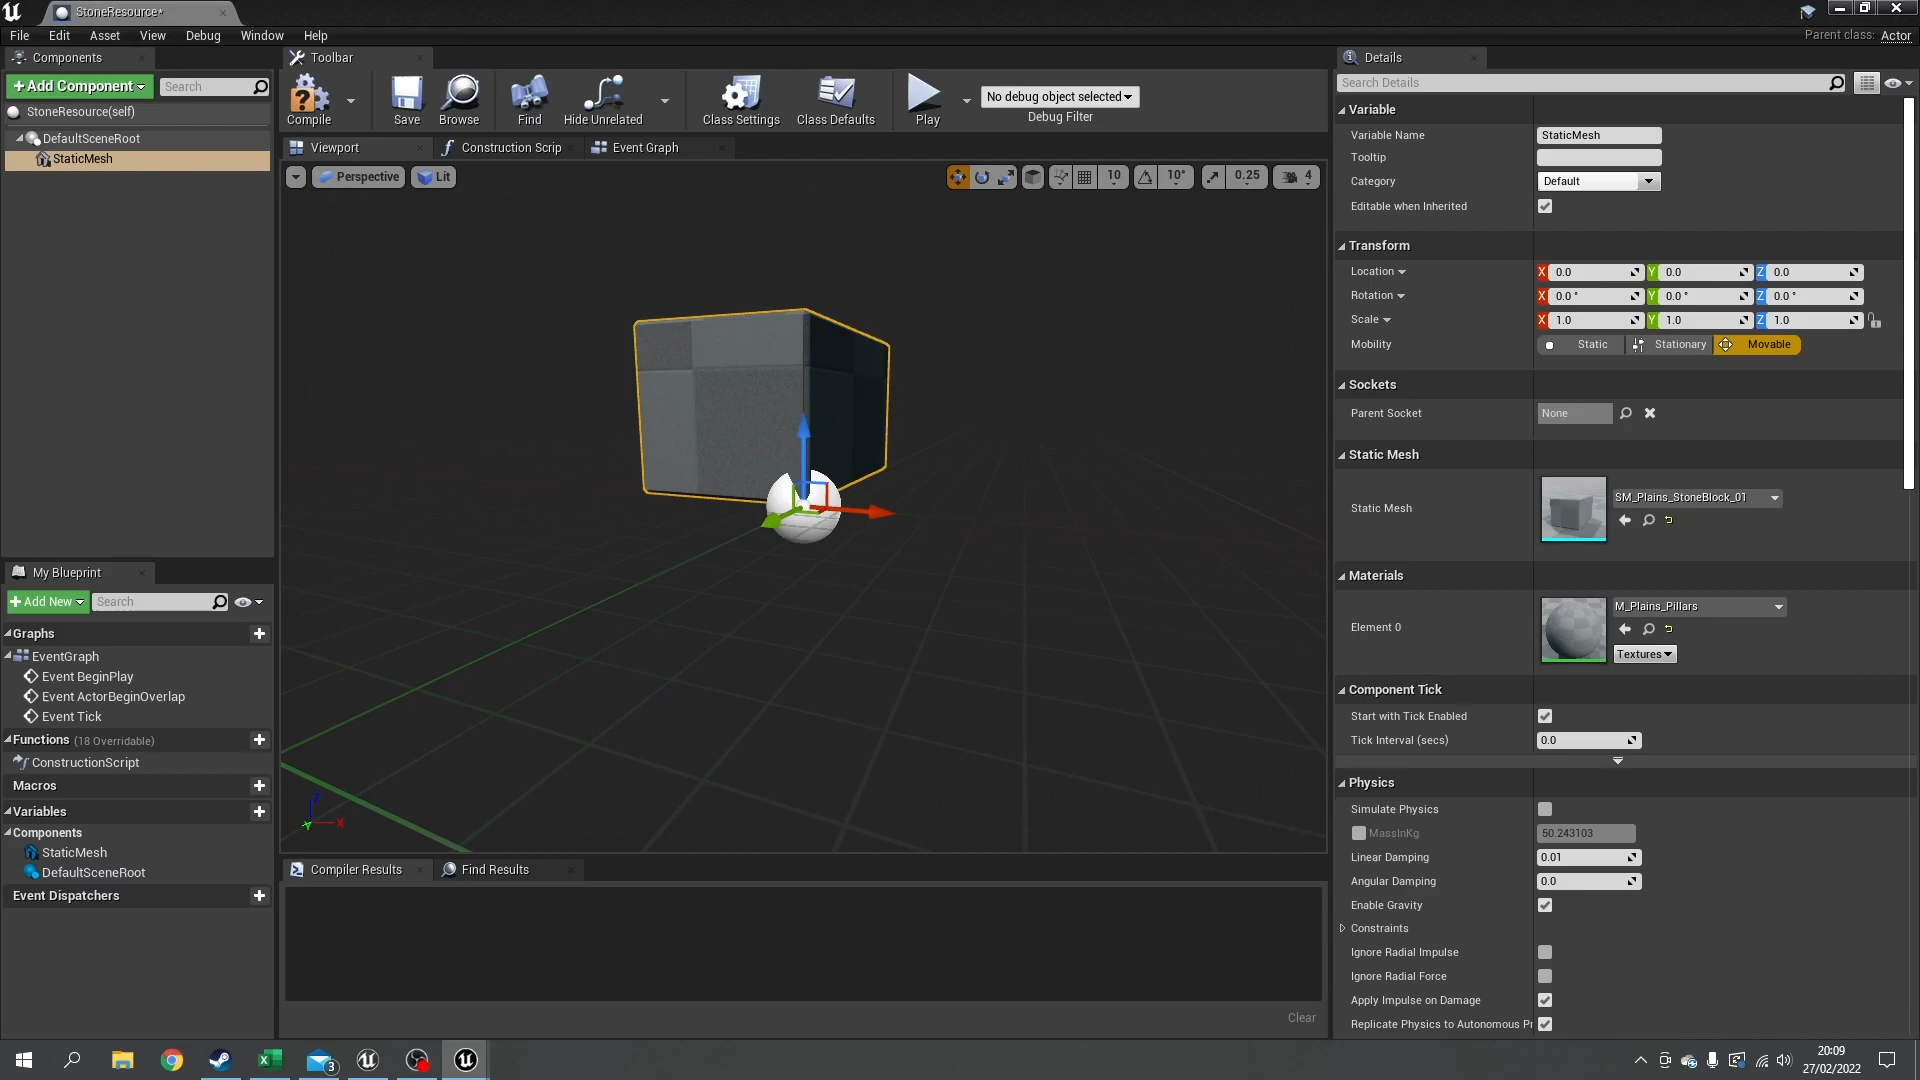 StoneResource*
File Edit Asset View Debug Window Help
Parent class: Actor
Components
Toolbar
Details
+Add Component
Search
Search Details
StoneResource(self)
DefaultSceneRoot
StaticMesh
Compile
Save
Browse
Find
Hide Unrelated
Class Settings
Class Defaults
Play
No debug object selected
Debug Filter
Viewport
Construction Scrip
Event Graph
Perspective
Lit
10
10°
0.25
4
Z
X
Y
Compiler Results
Find Results
Clear
My Blueprint
+Add New
Search
Graphs
EventGraph
Event BeginPlay
Event ActorBeginOverlap
Event Tick
Functions (18 Overridable)
ConstructionScript
Macros
Variables
Components
StaticMesh
DefaultSceneRoot
Event Dispatchers
Variable
Variable Name StaticMesh
Tooltip
Category Default
Editable when Inherited
Transform
Location X 0.0 Y 0.0 Z 0.0
Rotation X 0.0 ° Y 0.0 ° Z 0.0 °
Scale X 1.0 Y 1.0 Z 1.0
Mobility Static Stationary Movable
Sockets
Parent Socket None
Static Mesh
Static Mesh SM_Plains_StoneBlock_01
Materials
Element 0 M_Plains_Pillars
Textures
Component Tick
Start with Tick Enabled
Tick Interval (secs) 0.0
Physics
Simulate Physics
MassInKg 50.243103
Linear Damping 0.01
Angular Damping 0.0
Enable Gravity
Constraints
Ignore Radial Impulse
Ignore Radial Force
Apply Impulse on Damage
Replicate Physics to Autonomous Pr
3
20:09
27/02/2022